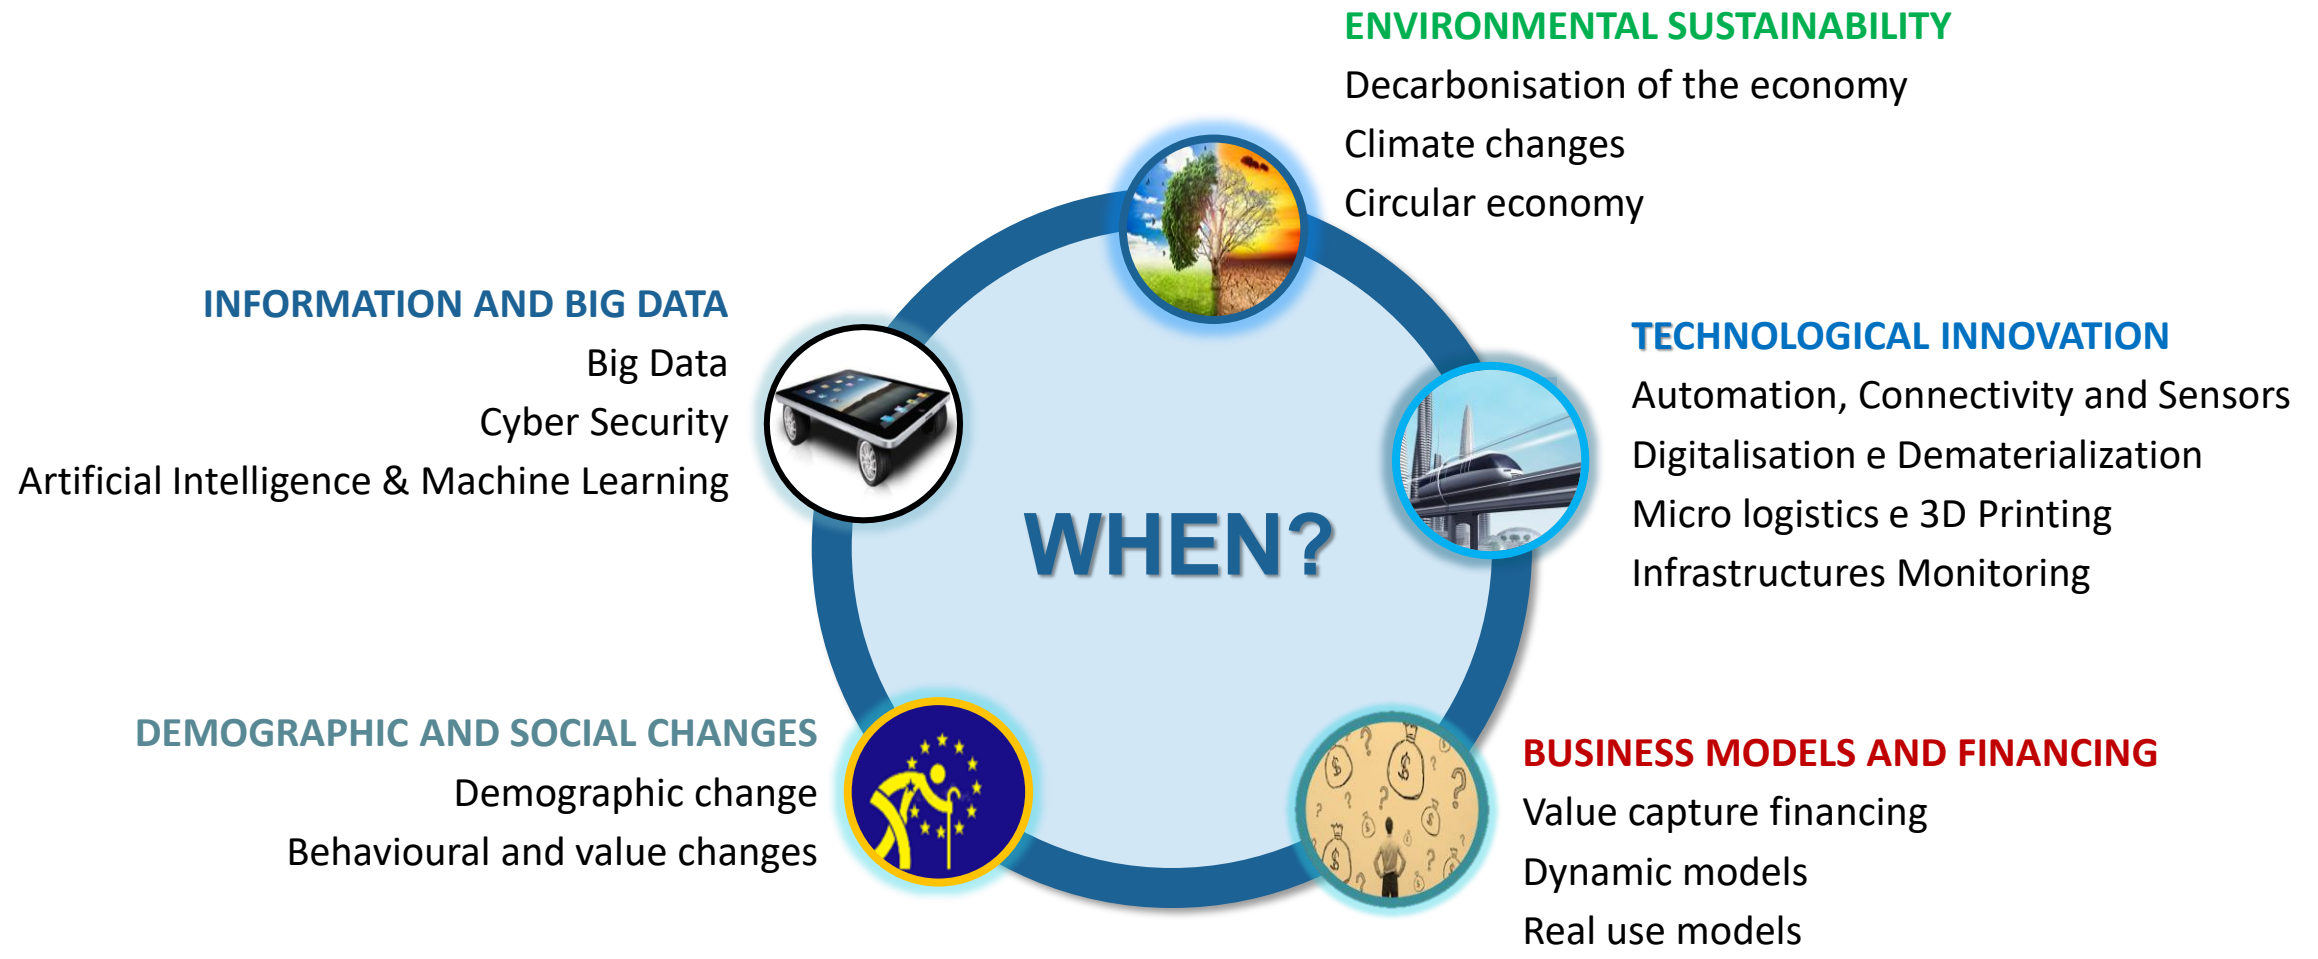 ENVIRONMENTAL SUSTAINABILITY
Decarbonisation of the economy
Climate changes
Circular economy
INFORMATION AND BIG DATA
Big Data
Cyber Security
Artificial Intelligence & Machine Learning
TECHNOLOGICAL INNOVATION
Automation, Connectivity and Sensors
Digitalisation e Dematerialization
Micro logistics e 3D Printing
Infrastructures Monitoring
WHEN?
DEMOGRAPHIC AND SOCIAL CHANGES
Demographic change
Behavioural and value changes
BUSINESS MODELS AND FINANCING
Value capture financing
Dynamic models
Real use models